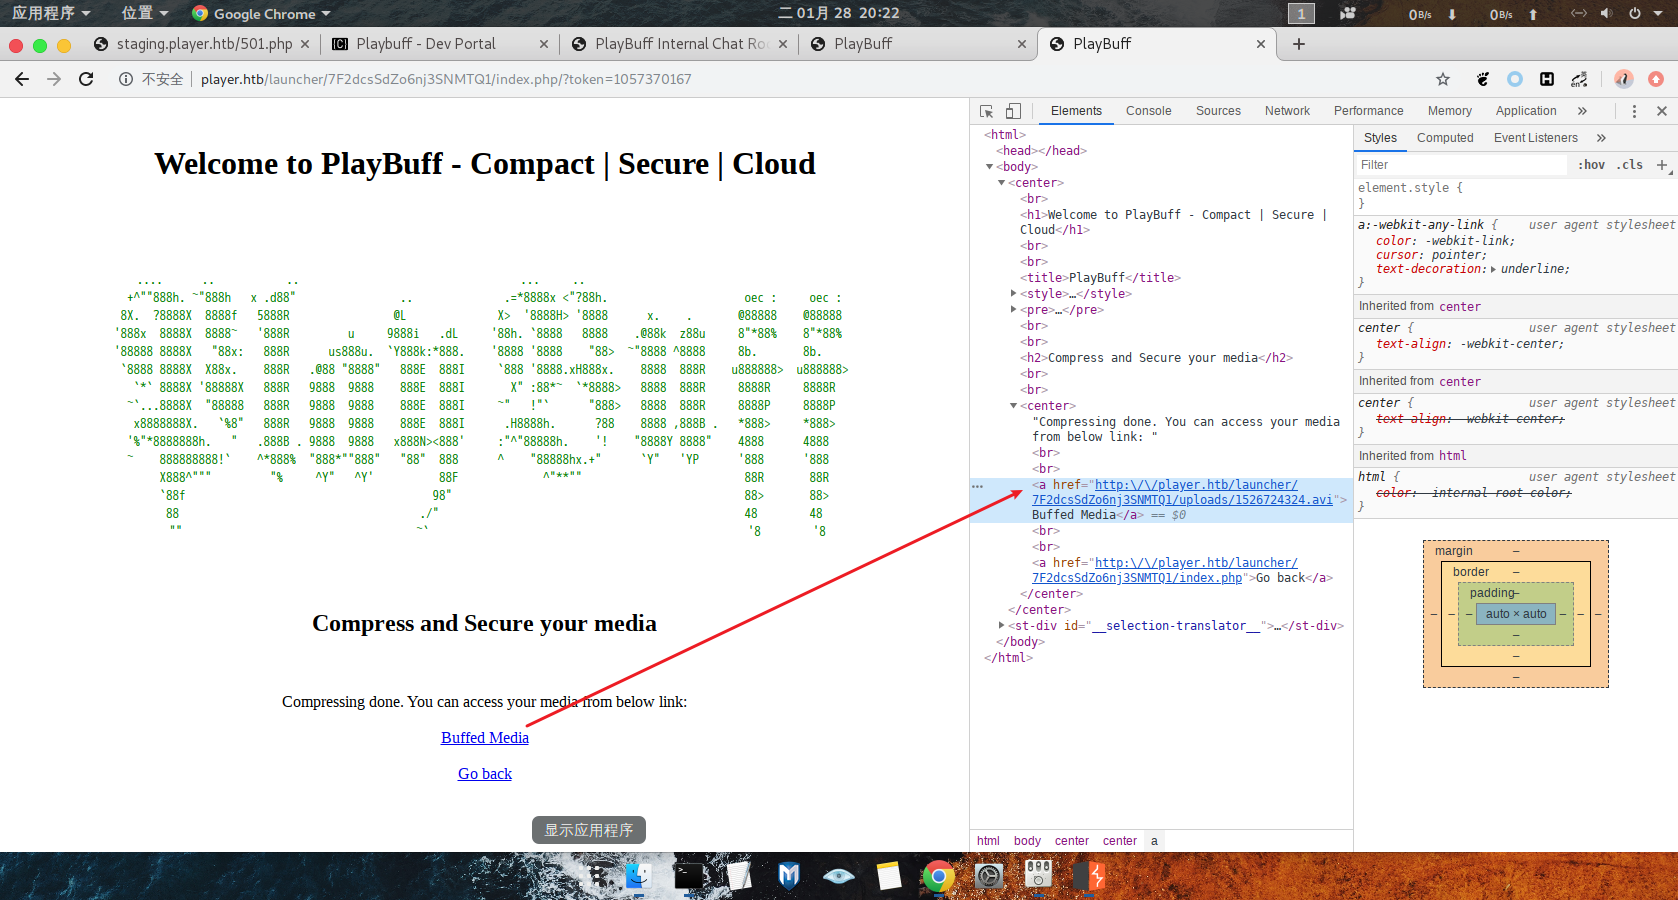 应用程序 位置 Google Chrome 二 01月 28 20:22 1 0B/s 0B/s
staging.player.htb/501.php Playbuff - Dev Portal PlayBuff Internal Chat Roo PlayBuff PlayBuff
不安全 player.htb/launcher/7F2dcsSdZo6nj3SNMTQ1/index.php/?token=1057370167
Welcome to PlayBuff - Compact | Secure | Cloud
Compress and Secure your media
Compressing done. You can access your media from below link:
Buffed Media
Go back
显示应用程序
Elements Console Sources Network Performance Memory Application
<html>
<head></head>
<body>
<center>
<br>
<h1>Welcome to PlayBuff - Compact | Secure |
Cloud</h1>
<br>
<br>
<title>PlayBuff</title>
<style>…</style>
<pre>…</pre>
<br>
<br>
<h2>Compress and Secure your media</h2>
<br>
<br>
<center>
"Compressing done. You can access your media
from below link: "
<br>
<br>
<a href="http:\/\/player.htb/launcher/
7F2dcsSdZo6nj3SNMTQ1/uploads/1526724324.avi">
Buffed Media</a> == $0
<br>
<br>
<a href="http:\/\/player.htb/launcher/
7F2dcsSdZo6nj3SNMTQ1/index.php">Go back</a>
</center>
</center>
<st-div id="__selection-translator__">…</st-div>
</body>
</html>
html body center center a
Styles Computed Event Listeners
Filter :hov .cls
element.style {
}
a:-webkit-any-link { user agent stylesheet
color: -webkit-link;
cursor: pointer;
text-decoration: underline;
}
Inherited from center
center { user agent stylesheet
text-align: -webkit-center;
}
Inherited from center
center { user agent stylesheet
text-align: -webkit-center;
}
Inherited from html
html { user agent stylesheet
color: -internal-root-color;
}
margin –
border –
padding –
– – – auto × auto – – –
–
–
–